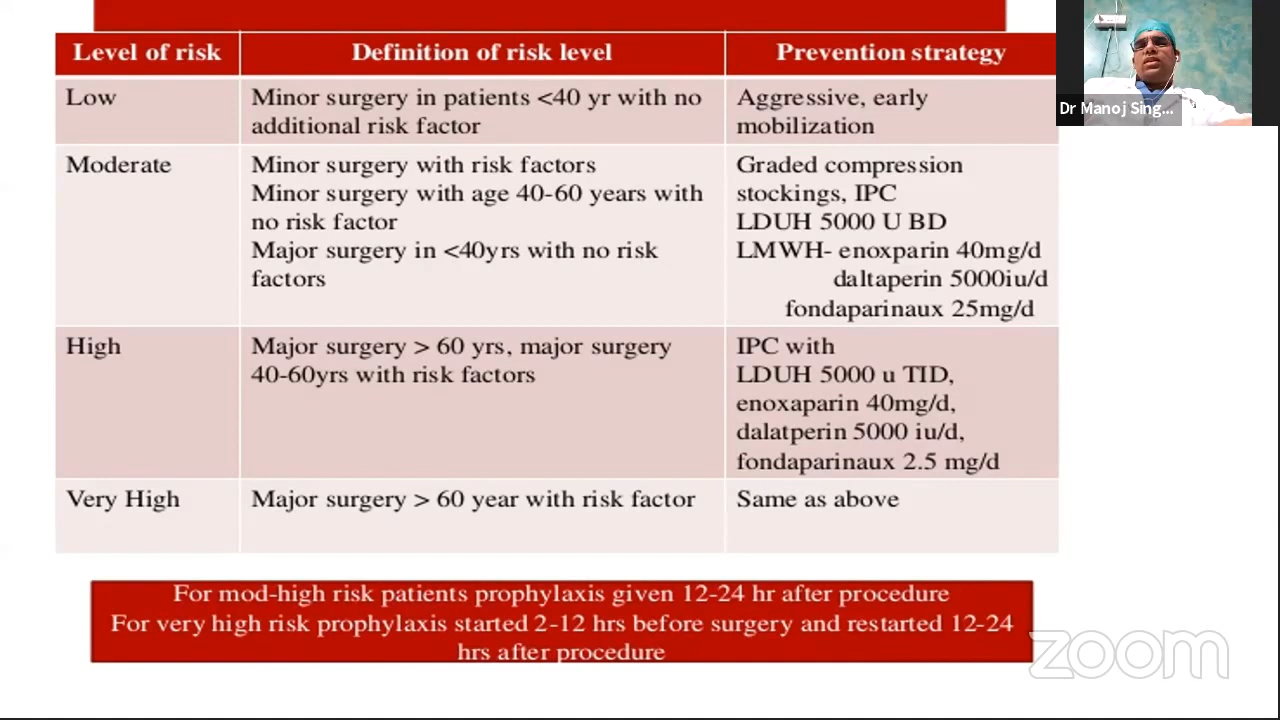 Level of risk
Definition of risk level
Prevention strategy
Low
Minor surgery in patients <40 yr with no
additional risk factor
Aggressive, early
mobilization
Moderate
Minor surgery with risk factors
Minor surgery with age 40-60 years with
no risk factor
Major surgery in <40yrs with no risk
factors
Graded compression
stockings, IPC
LDUH 5000 U BD
LMWH- enoxparin 40mg/d
daltaperin 5000iu/d
fondaparinaux 25mg/d
High
Major surgery > 60 yrs, major surgery
40-60yrs with risk factors
IPC with
LDUH 5000 u TID,
enoxaparin 40mg/d,
dalatperin 5000 iu/d,
fondaparinaux 2.5 mg/d
Very High
Major surgery > 60 year with risk factor
Same as above
For mod-high risk patients prophylaxis given 12-24 hr after procedure
For very high risk prophylaxis started 2-12 hrs before surgery and restarted 12-24
hrs after procedure
Dr Manoj Sing...
zoom